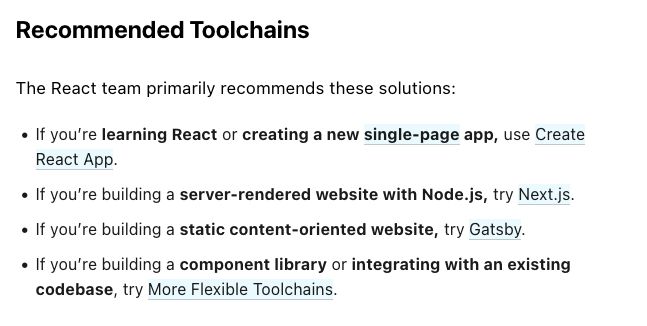 Recommended Toolchains
The React team primarily recommends these solutions:
• If you’re learning React or creating a new single-page app, use Create
React App.
• If you’re building a server-rendered website with Node.js, try Next.js.
• If you’re building a static content-oriented website, try Gatsby.
• If you’re building a component library or integrating with an existing
codebase, try More Flexible Toolchains.